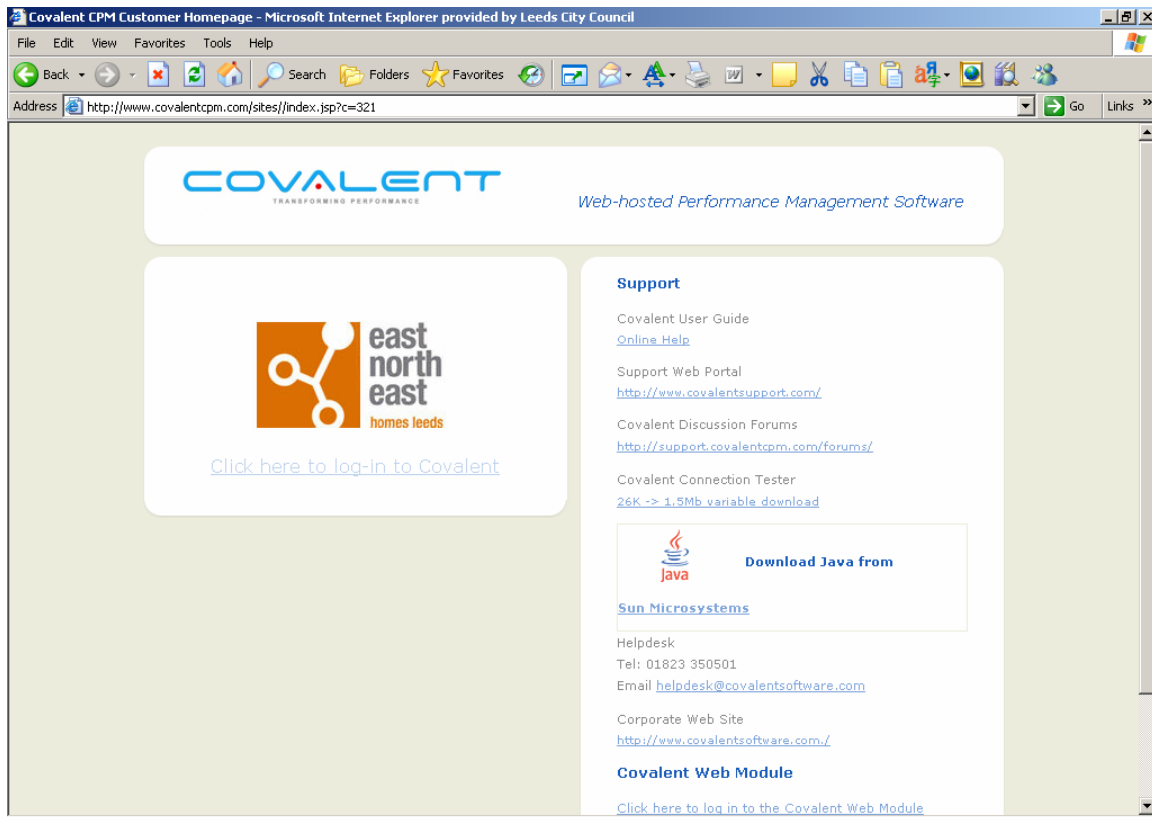 Covalent CPM Customer Homepage - Microsoft Internet Explorer provided by Leeds City Council
File Edit View Favorites Tools Help
Back Search Folders Favorites
Address http://www.covalentcpm.com/sites//index.jsp?c=321 Go Links »
COVALENT
TRANSFORMING PERFORMANCE
Web-hosted Performance Management Software
east
north
east
homes leeds
Click here to log-in to Covalent
Support
Covalent User Guide
Online Help
Support Web Portal
http://www.covalentsupport.com/
Covalent Discussion Forums
http://support.covalentcpm.com/forums/
Covalent Connection Tester
26K -> 1.5Mb variable download
Java
Download Java from
Sun Microsystems
Helpdesk
Tel: 01823 350501
Email helpdesk@covalentsoftware.com
Corporate Web Site
http://www.covalentsoftware.com./
Covalent Web Module
Click here to log in to the Covalent Web Module